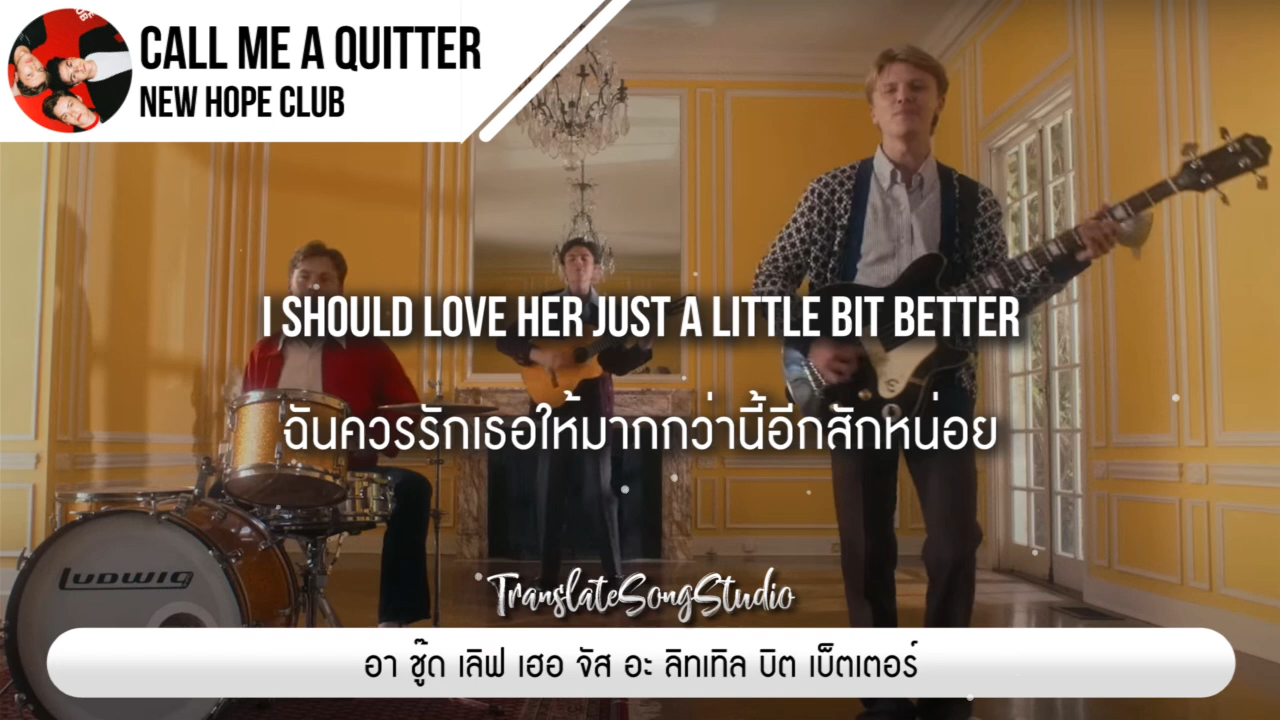 CALL ME A QUITTER
NEW HOPE CLUB
I SHOULD LOVE HER JUST A LITTLE BIT BETTER
ฉันควรรักเธอให้มากกว่านี้อีกสักหน่อย
LUDWIG
TranslateSongStudio
อา ชู๊ด เลิฟ เฮอ จัส อะ ลิทเทิล บิต เบ็ตเตอร์